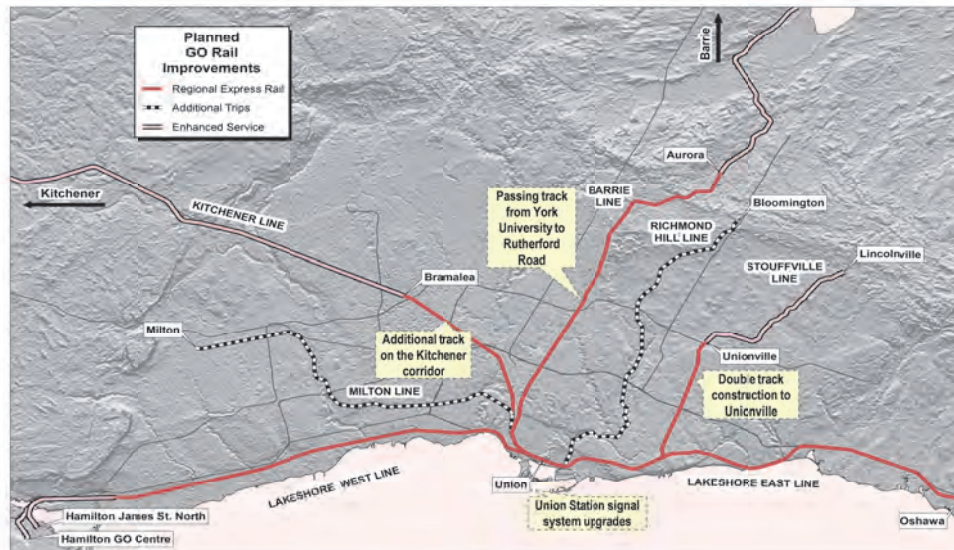 Planned
GO Rail
Improvements
Regional Express Rail
Additional Trips
Enhanced Service
Barrie
Aurora
Kitchener
KITCHENER LINE
Passing track
from York
University to
Rutherford
Road
BARRIE
LINE
Bloomington
RICHMOND
HILL LINE
Lincolnville
STOUFFVILLE
LINE
Bramalea
Milton
Additional track
on the Kitchener
corridor
Unionville
MILTON LINE
Double track
construction to
Unionville
LAKESHORE WEST LINE
Union
LAKESHORE EAST LINE
Hamilton James St. North
Union Station signal
system upgrades
Oshawa
Hamilton GO Centre